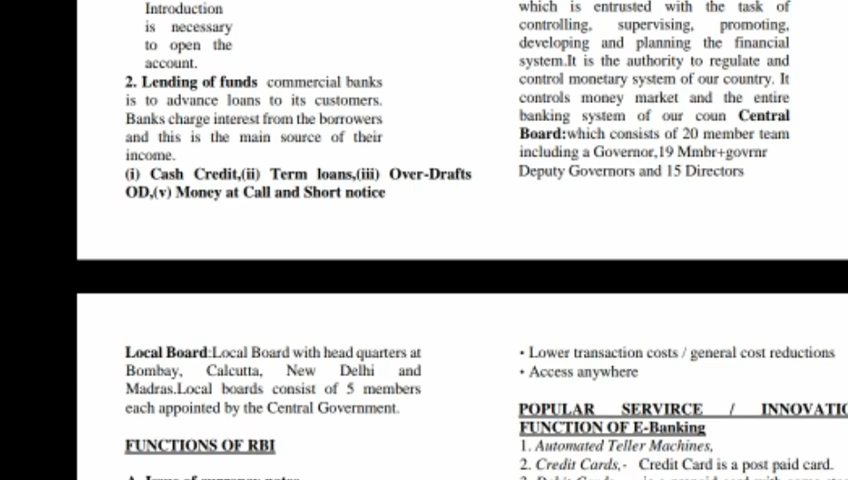 Introduction
is necessary
to open the
account.
2. Lending of funds commercial banks
is to advance loans to its customers.
Banks charge interest from the borrowers
and this is the main source of their
income.
(i) Cash Credit,(ii) Term loans,(iii) Over-Drafts
OD,(v) Money at Call and Short notice
which is entrusted with the task of
controlling, supervising, promoting,
developing and planning the financial
system.It is the authority to regulate and
control monetary system of our country. It
controls money market and the entire
banking system of our coun Central
Board:which consists of 20 member team
including a Governor,19 Mmbr+govrnr
Deputy Governors and 15 Directors
Local Board:Local Board with head quarters at
Bombay, Calcutta, New Delhi and
Madras.Local boards consist of 5 members
each appointed by the Central Government.
FUNCTIONS OF RBI
• Lower transaction costs / general cost reductions
• Access anywhere
POPULAR SERVIRCE / INNOVATIO
FUNCTION OF E-Banking
1. Automated Teller Machines,
2. Credit Cards,- Credit Card is a post paid card.